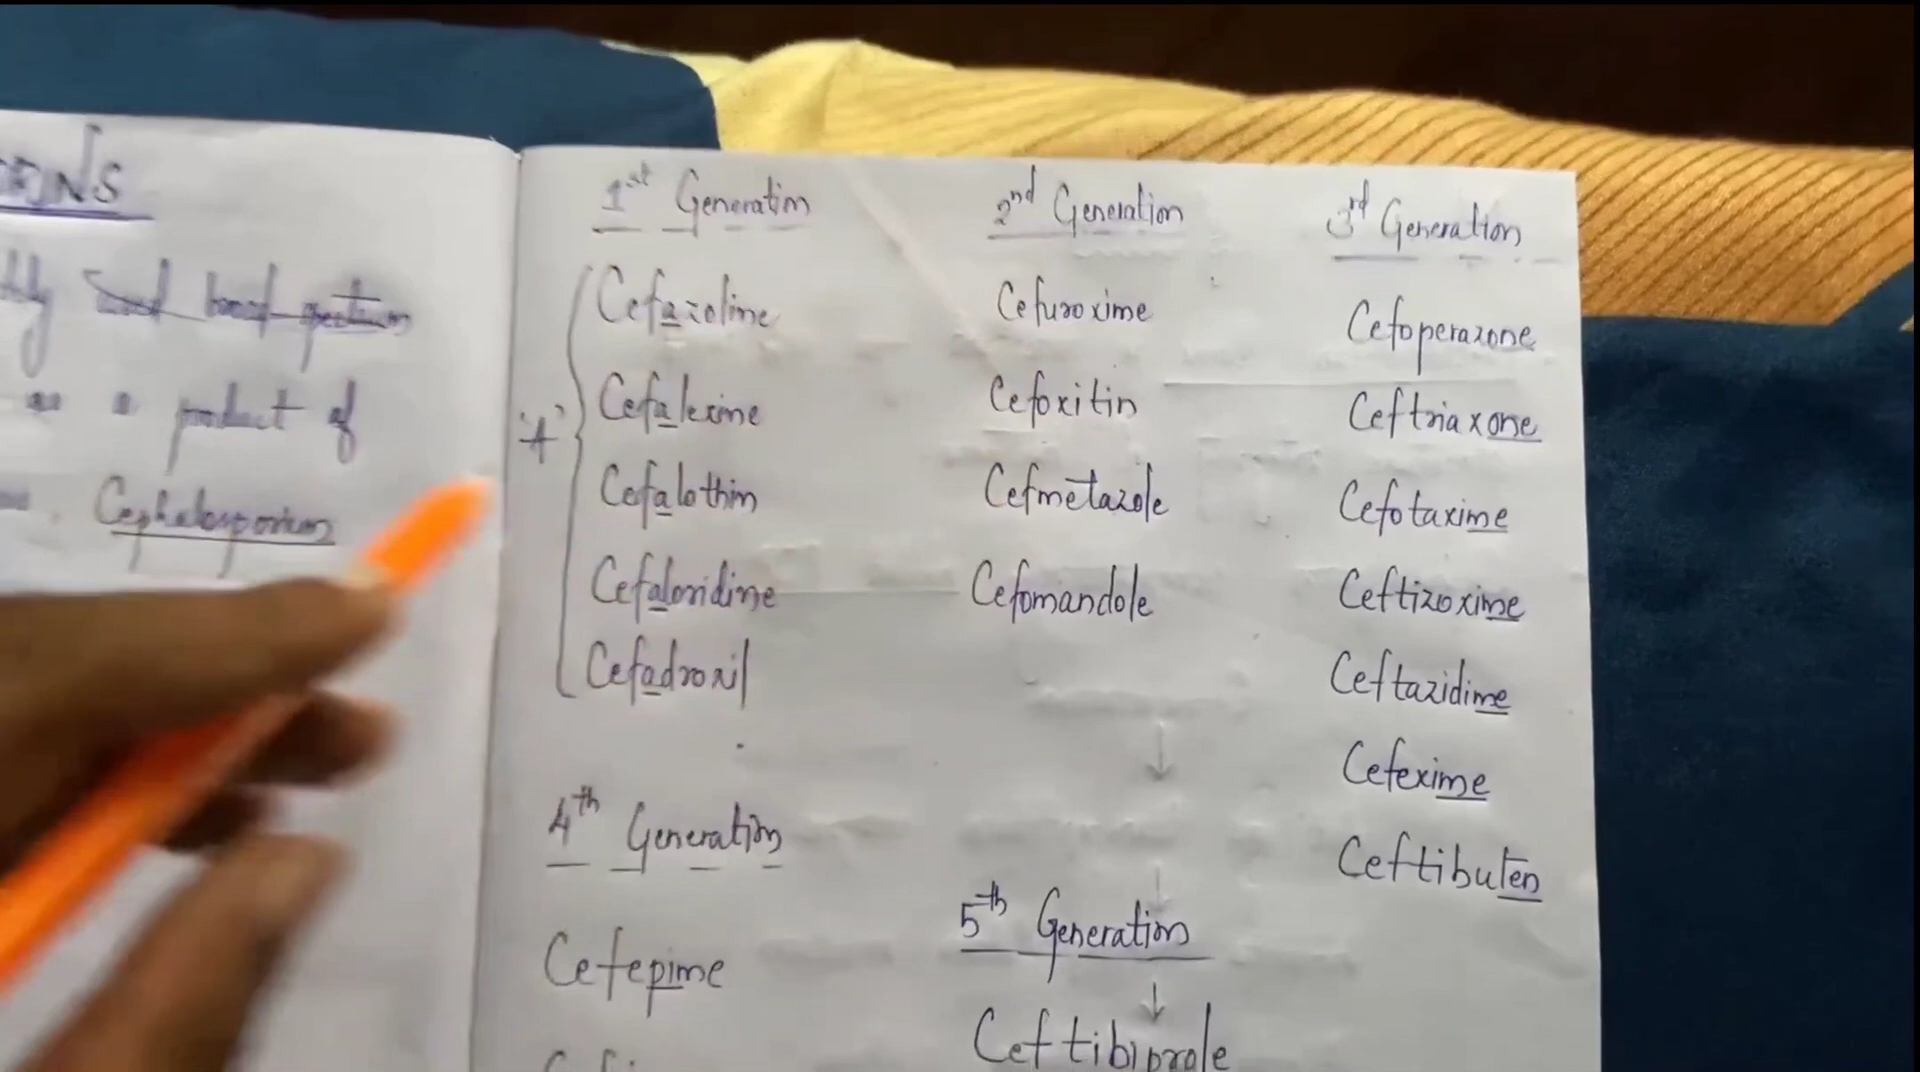 1st Generation
Cefazoline
Cefalexine
Cefalothin
Cefaloridine
Cefadroxil
'A'
2nd Generation
Cefuroxime
Cefoxitin
Cefmetazole
Cefomandole
3rd Generation
Cefoperazone
Ceftriaxone
Cefotaxime
Ceftizoxime
Ceftazidime
Cefexime
Ceftibuten
4th Generation
Cefepime
5th Generation
Ceftibiprole
product of
Cephalosporium